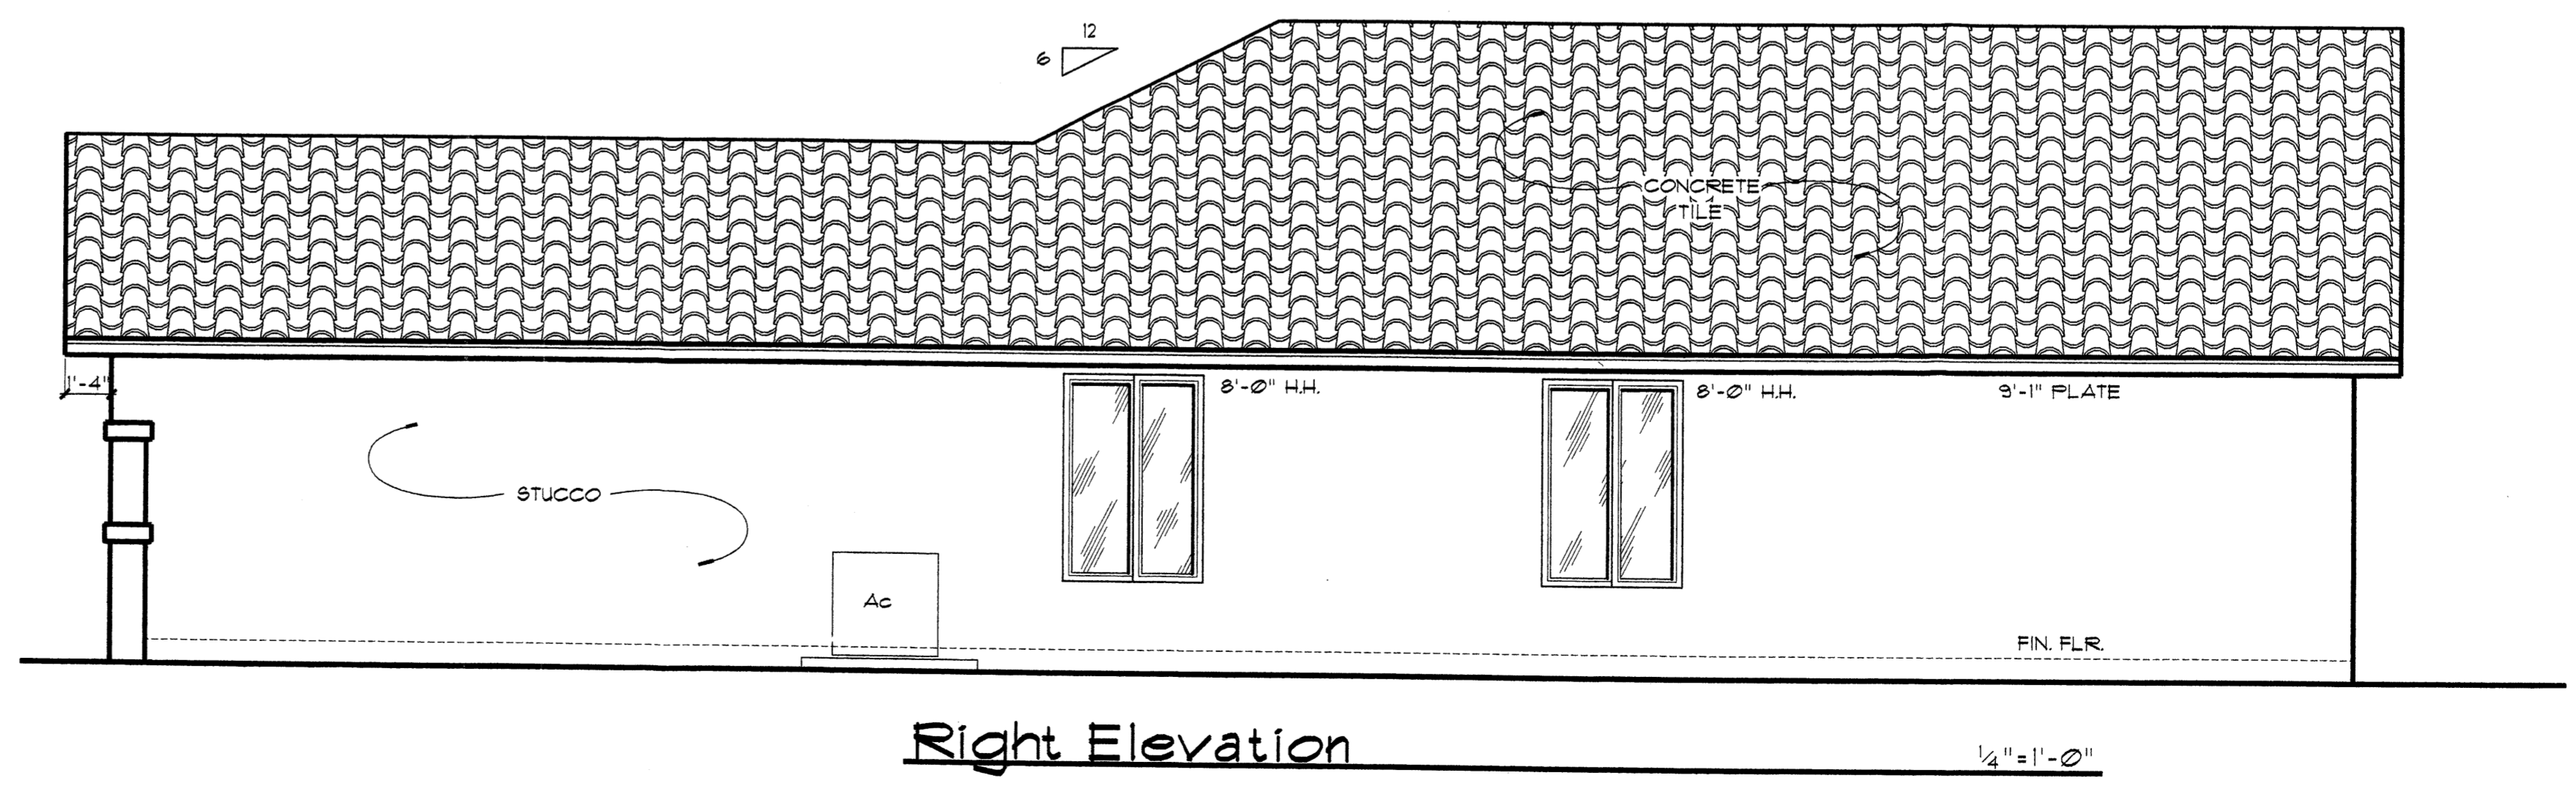 12
6
CONCRETE
TILE
1'-4"
8'-0" H.H.
8'-0" H.H.
9'-1" PLATE
STUCCO
Ac
FIN. FLR.
Right Elevation
1/4"=1'-0"